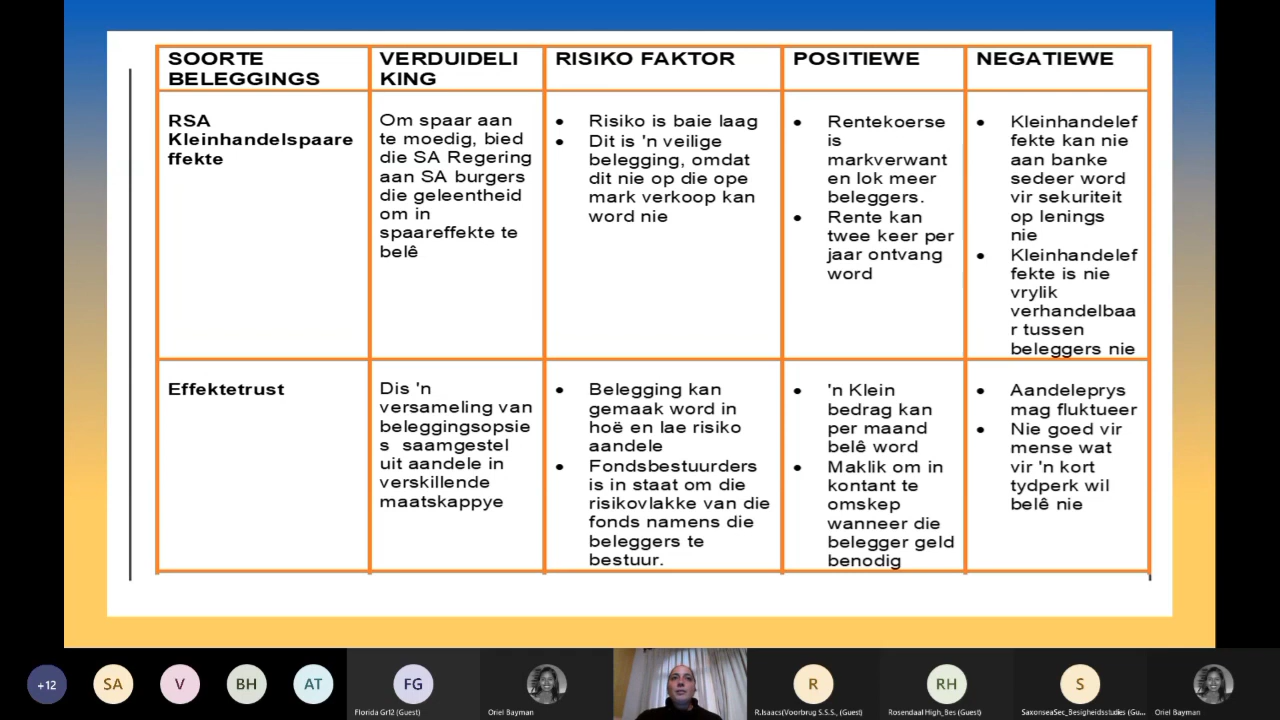 SOORTE
BELEGGINGS
VERDUIDELI
KING
RISIKO FAKTOR
POSITIEWE
NEGATIEWE
RSA
Kleinhandelspaare
ffekte
Om spaar aan
te moedig, bied
die SA Regering
aan SA burgers
die geleentheid
om in
spaareffekte te
belê
• Risiko is baie laag
• Dit is 'n veilige
belegging, omdat
dit nie op die ope
mark verkoop kan
word nie
• Rentekoerse
is
markverwant
en lok meer
beleggers.
• Rente kan
twee keer per
jaar ontvang
word
• Kleinhandelef
fekte kan nie
aan banke
sedeer word
vir sekuriteit
op lenings
nie
• Kleinhandelef
fekte is nie
vrylik
verhandelbaa
r tussen
beleggers nie
Effektetrust
Dis 'n
versameling van
beleggingsopsie
s saamgestel
uit aandele in
verskillende
maatskappye
• Belegging kan
gemaak word in
hoë en lae risiko
aandele
• Fondsbestuurders
is in staat om die
risikovlakke van die
fonds namens die
beleggers te
bestuur.
• 'n Klein
bedrag kan
per maand
belê word
• Maklik om in
kontant te
omskep
wanneer die
belegger geld
benodig
• Aandeleprys
mag fluktueer
• Nie goed vir
mense wat
vir 'n kort
tydperk wil
belê nie
+12
SA
V
BH
AT
FG
R
RH
S
Florida Gr12 (Guest)
Oriel Bayman
R.Isaacs(Voorbrug S.S.S., (Guest)
Rosendaal High_Bes (Guest)
SaxonseaSec_Besigheidsstudies (Gu...
Oriel Bayman